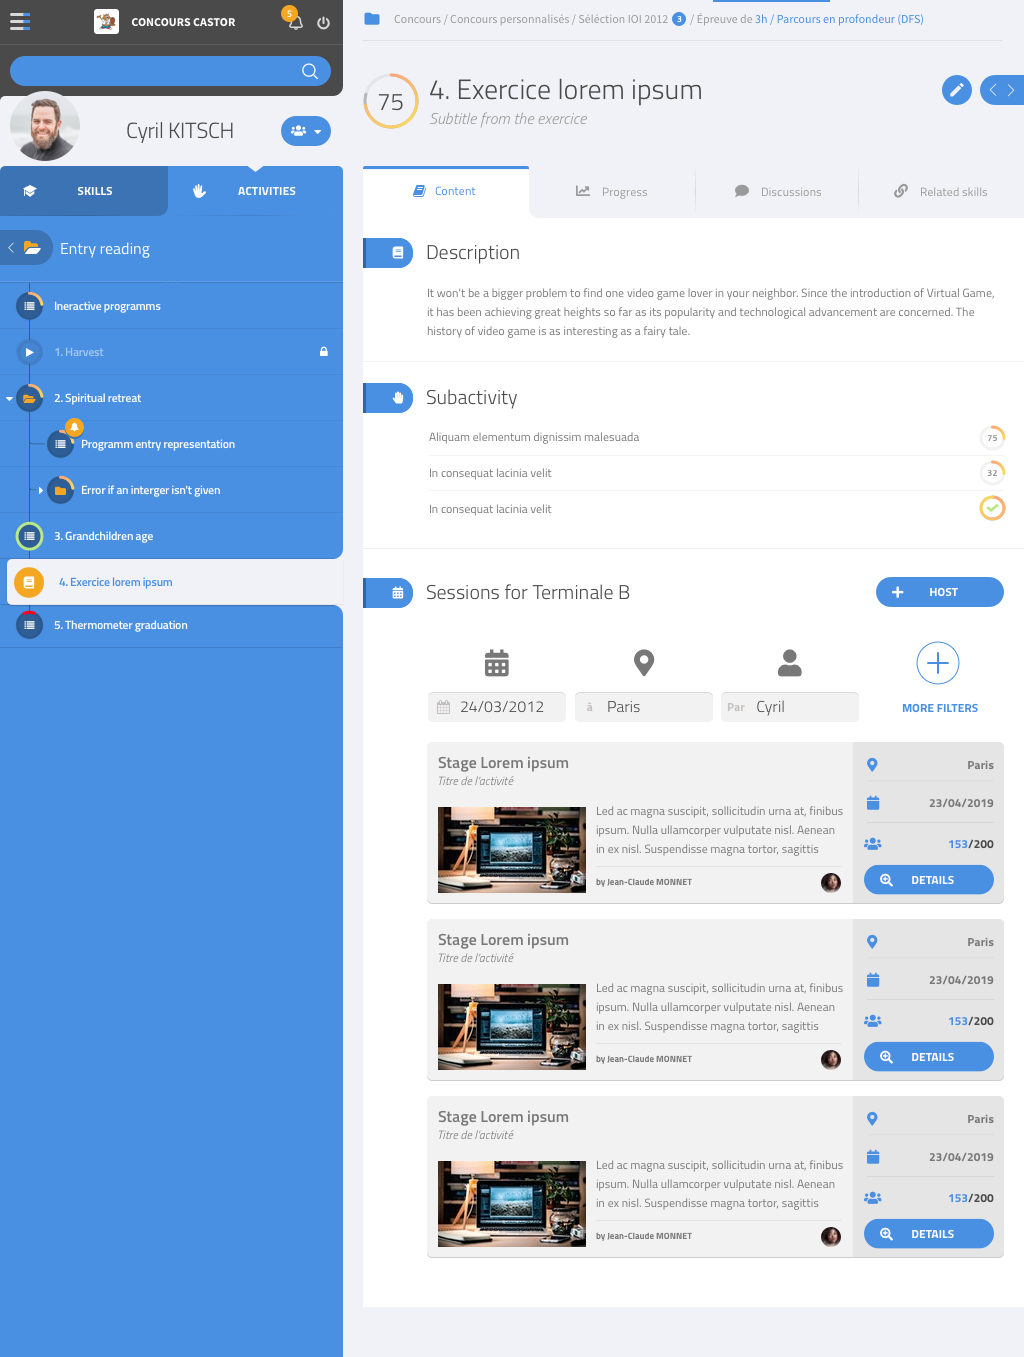 CONCOURS CASTOR
5
Cyril KITSCH
SKILLS
ACTIVITIES
Entry reading
Ineractive programms
1. Harvest
2. Spiritual retreat
Programm entry representation
Error if an interger isn't given
3. Grandchildren age
4. Exercice lorem ipsum
5. Thermometer graduation
Concours / Concours personnalisés / Séléction IOI 2012 3 / Épreuve de 3h / Parcours en profondeur (DFS)
75
4. Exercice lorem ipsum
Subtitle from the exercice
Content
Progress
Discussions
Related skills
Description
It won't be a bigger problem to find one video game lover in your neighbor. Since the introduction of Virtual Game,
it has been achieving great heights so far as its popularity and technological advancement are concerned. The
history of video game is as interesting as a fairy tale.
Subactivity
Aliquam elementum dignissim malesuada
75
In consequat lacinia velit
32
In consequat lacinia velit
Sessions for Terminale B
HOST
24/03/2012
à Paris
Par Cyril
MORE FILTERS
Stage Lorem ipsum
Titre de l'activité
Led ac magna suscipit, sollicitudin urna at, finibus
ipsum. Nulla ullamcorper vulputate nisl. Aenean
in ex nisl. Suspendisse magna tortor, sagittis
by Jean-Claude MONNET
Paris
23/04/2019
153/200
DETAILS
Stage Lorem ipsum
Titre de l'activité
Led ac magna suscipit, sollicitudin urna at, finibus
ipsum. Nulla ullamcorper vulputate nisl. Aenean
in ex nisl. Suspendisse magna tortor, sagittis
by Jean-Claude MONNET
Paris
23/04/2019
153/200
DETAILS
Stage Lorem ipsum
Titre de l'activité
Led ac magna suscipit, sollicitudin urna at, finibus
ipsum. Nulla ullamcorper vulputate nisl. Aenean
in ex nisl. Suspendisse magna tortor, sagittis
by Jean-Claude MONNET
Paris
23/04/2019
153/200
DETAILS